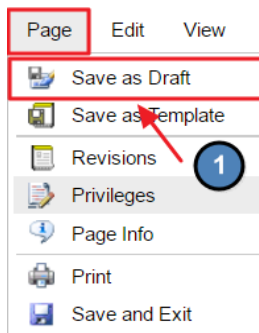 Page Edit View
Save as Draft
Save as Template
Revisions
1
Privileges
Page Info
Print
Save and Exit